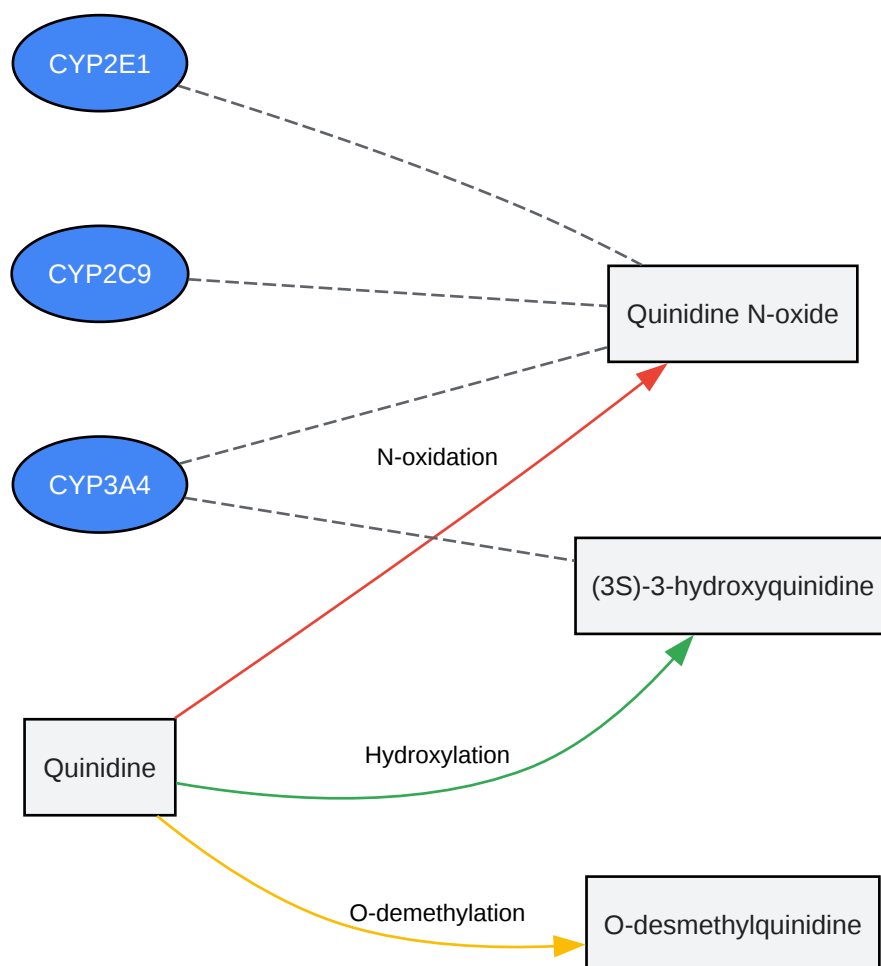 CYP2E1
CYP2C9
Quinidine N-oxide
N-oxidation
CYP3A4
(3S)-3-hydroxyquinidine
Hydroxylation
Quinidine
O-demethylation
O-desmethylquinidine